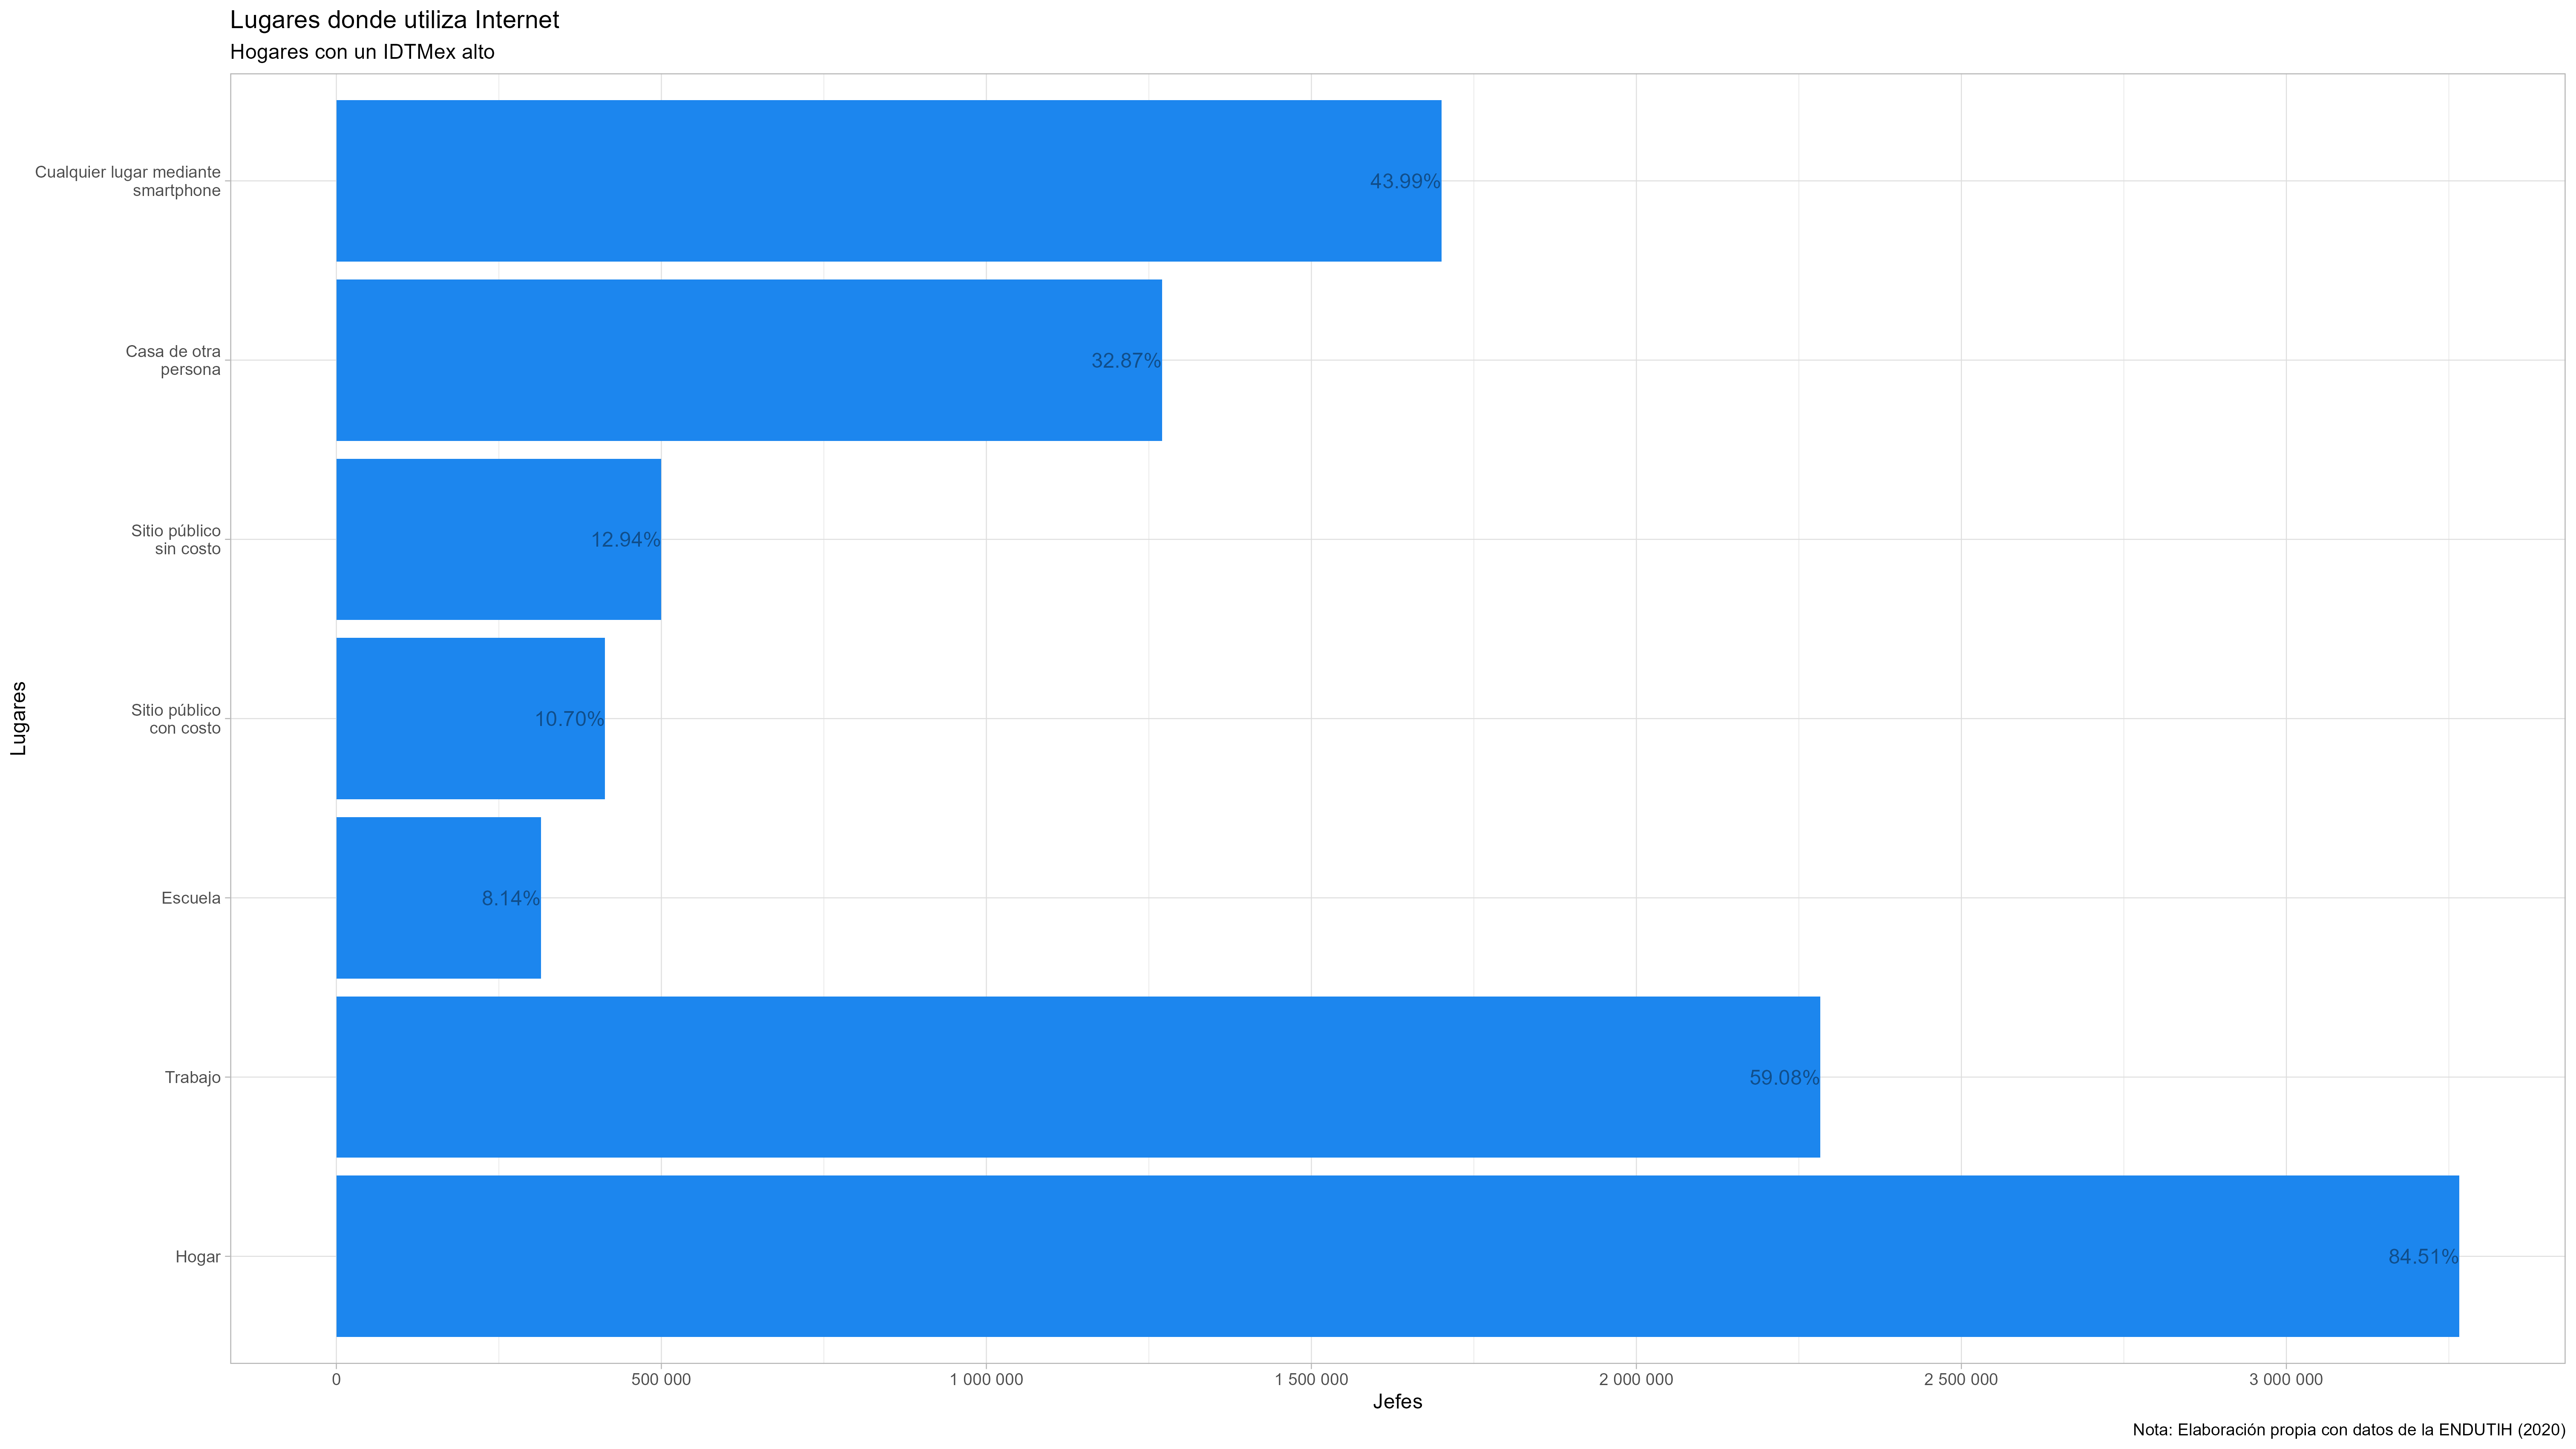 Lugares donde utiliza Internet
Hogares con un IDTMex alto
Lugares
Cualquier lugar mediante
smartphone
43.99%
Casa de otra
persona
32.87%
Sitio público
sin costo
12.94%
Sitio público
con costo
10.70%
Escuela
8.14%
Trabajo
59.08%
Hogar
84.51%
0
500 000
1 000 000
1 500 000
2 000 000
2 500 000
3 000 000
Jefes
Nota: Elaboración propia con datos de la ENDUTIH (2020)